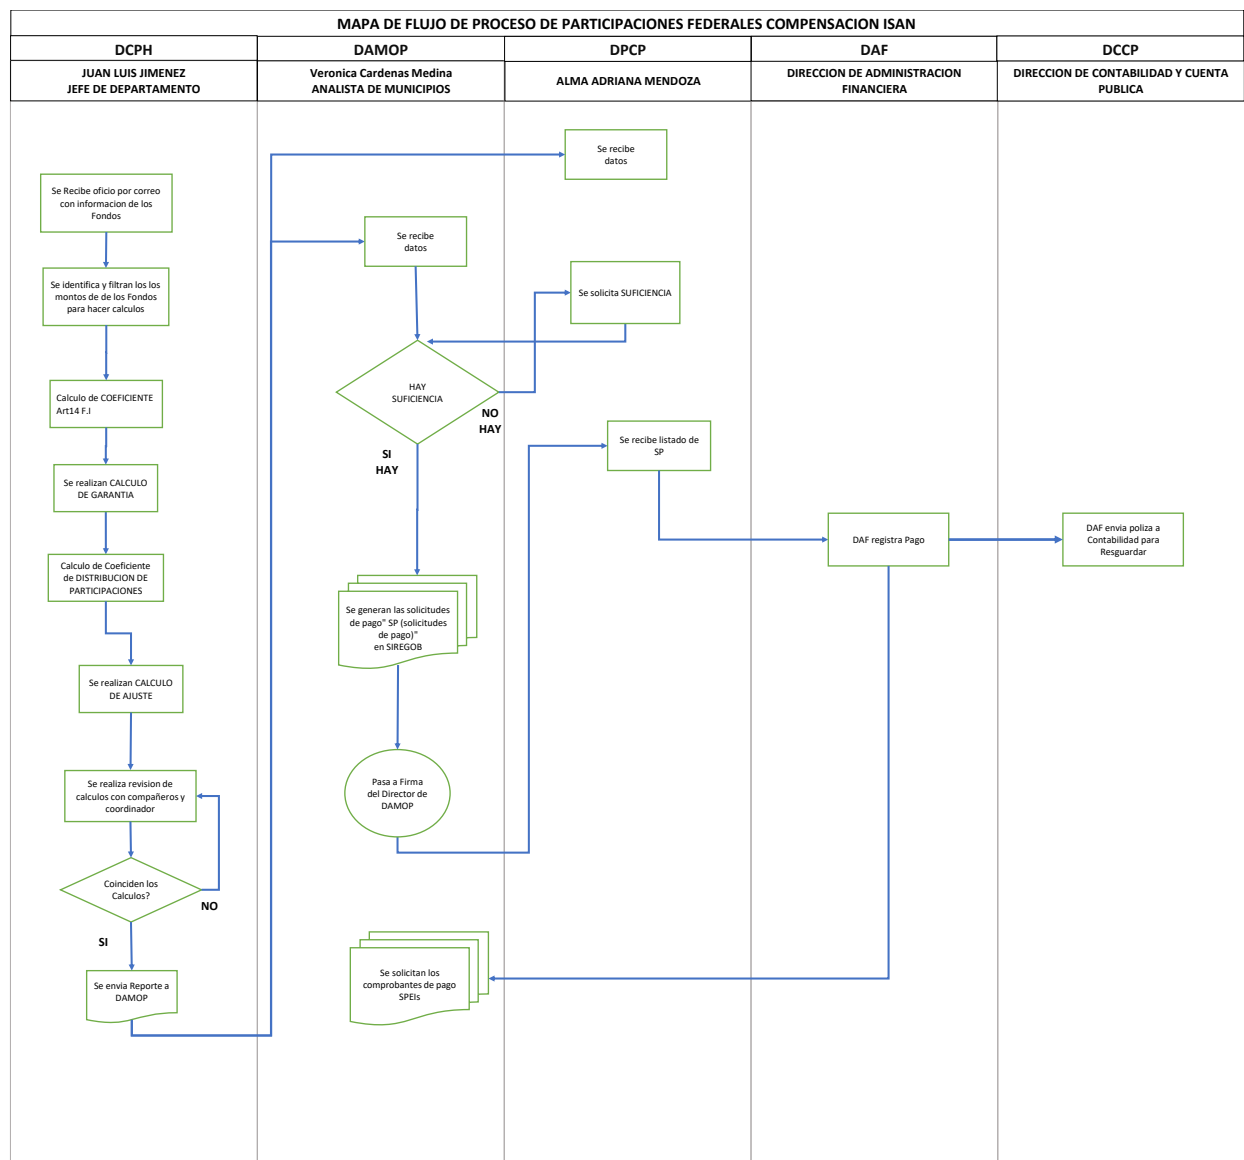 MAPA DE FLUJO DE PROCESO DE PARTICIPACIONES FEDERALES COMPENSACION ISAN
DCPH
DAMOP
DPCP
DAF
DCCP
JUAN LUIS JIMENEZ
JEFE DE DEPARTAMENTO
Veronica Cardenas Medina
ANALISTA DE MUNICIPIOS
ALMA ADRIANA MENDOZA
DIRECCION DE ADMINISTRACION
FINANCIERA
DIRECCION DE CONTABILIDAD Y CUENTA
PUBLICA
Se Recibe oficio por correo
con informacion de los
Fondos
Se identifica y filtran los los
montos de de los Fondos
para hacer calculos
Calculo de COEFICIENTE
Art14 F.I
Se realizan CALCULO
DE GARANTIA
Calculo de Coeficiente
de DISTRIBUCION DE
PARTICIPACIONES
Se realizan CALCULO
DE AJUSTE
Se realiza revision de
calculos con compañeros y
coordinador
Coinciden los
Calculos?
NO
SI
Se envia Reporte a
DAMOP
Se recibe
datos
HAY
SUFICIENCIA
NO
HAY
SI
HAY
Se generan las solicitudes
de pago" SP (solicitudes
de pago)"
en SIREGOB
Pasa a Firma
del Director de
DAMOP
Se solicitan los
comprobantes de pago
SPEIs
Se recibe
datos
Se solicita SUFICIENCIA
Se recibe listado de
SP
DAF registra Pago
DAF envia poliza a
Contabilidad para
Resguardar